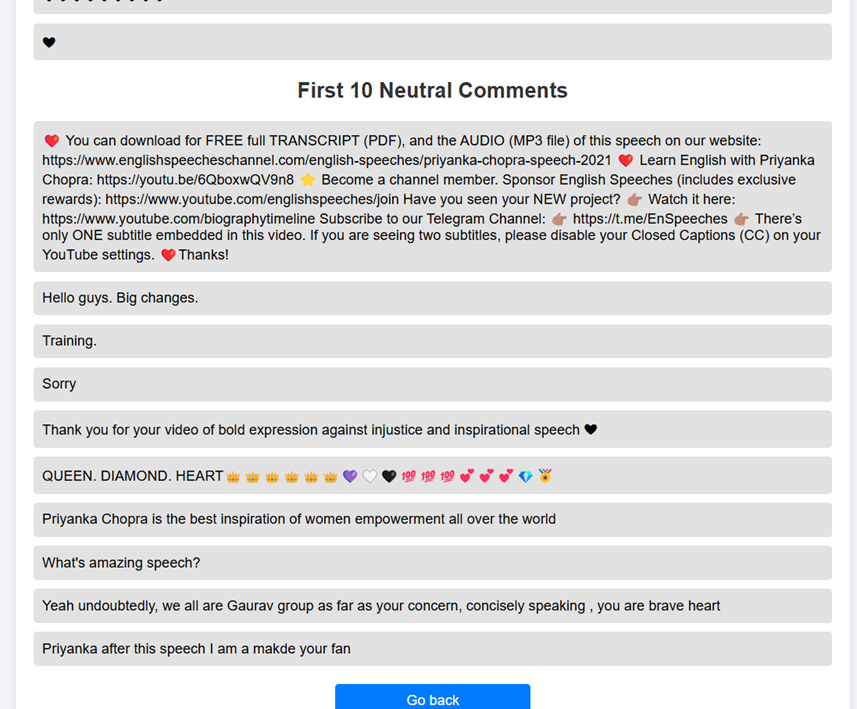 ♥
First 10 Neutral Comments
❤️ You can download for FREE full TRANSCRIPT (PDF), and the AUDIO (MP3 file) of this speech on our website:
https://www.englishspeecheschannel.com/english-speeches/priyanka-chopra-speech-2021 ❤️ Learn English with Priyanka
Chopra: https://youtu.be/6QboxwQV9n8 ⭐ Become a channel member. Sponsor English Speeches (includes exclusive
rewards): https://www.youtube.com/englishspeeches/join Have you seen your NEW project? 👉🏽 Watch it here:
https://www.youtube.com/biographytimeline Subscribe to our Telegram Channel: 👉🏽 https://t.me/EnSpeeches 👉🏽 There's
only ONE subtitle embedded in this video. If you are seeing two subtitles, please disable your Closed Captions (CC) on your
YouTube settings. ❤️Thanks!
Hello guys. Big changes.
Training.
Sorry
Thank you for your video of bold expression against injustice and inspirational speech ♥
QUEEN. DIAMOND. HEART👑👑👑👑👑👑💜🤍🖤💯💯💯💕💕💕💎🏅
Priyanka Chopra is the best inspiration of women empowerment all over the world
What's amazing speech?
Yeah undoubtedly, we all are Gaurav group as far as your concern, concisely speaking , you are brave heart
Priyanka after this speech I am a makde your fan
Go back